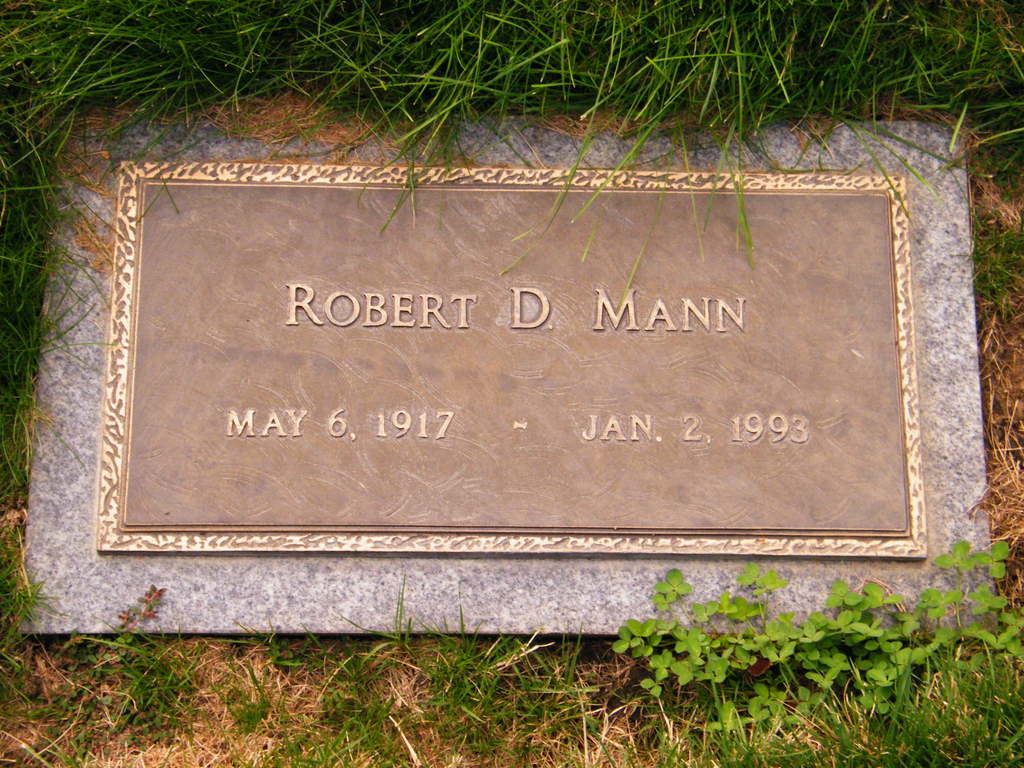 ROBERT D. MANN
MAY 6, 1917 - JAN. 2, 1993